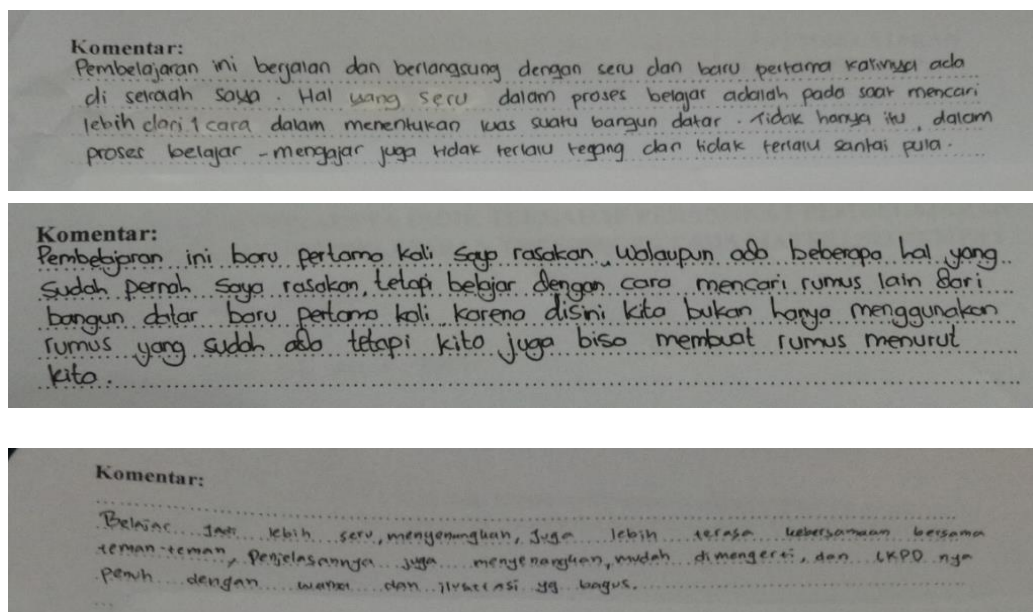 Komentar:
Pembelajaran ini berjalan dan berlangsung dengan seru dan baru pertama kalinya ada
di sekolah saya. Hal yang seru dalam proses belajar adalah pada saat mencari
lebih dari 1 cara dalam menentukan luas suatu bangun datar. Tidak hanya itu, dalam
proses belajar-mengajar juga tidak terlalu tegang dan tidak terlalu santai pula.
Komentar:
Pembelajaran ini baru pertama kali saya rasakan, walaupun ada beberapa hal yang
sudah pernah saya rasakan, tetapi belajar dengan cara mencari rumus lain dari
bangun datar baru pertama kali karena disini kita bukan hanya menggunakan
rumus yang sudah ada tetapi kita juga bisa membuat rumus menurut
kita.
Komentar:
Belajar jadi lebih seru, menyenangkan, juga lebih terasa kebersamaan bersama
teman-teman, Penjelasannya juga menyenangkan, mudah dimengerti, dan LKPD nya
penuh dengan warna dan ilustrasi yg bagus.